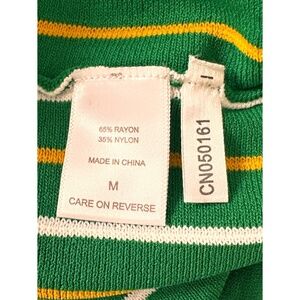 65% RAYON
35% NYLON
MADE IN CHINA
M
CARE ON REVERSE
CN050161